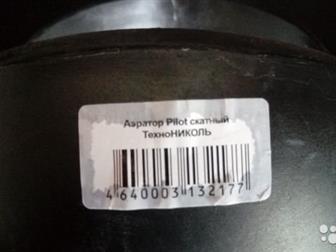 Аэратор Pilot скатный
ТехноНИКОЛЬ
4 640003 132177